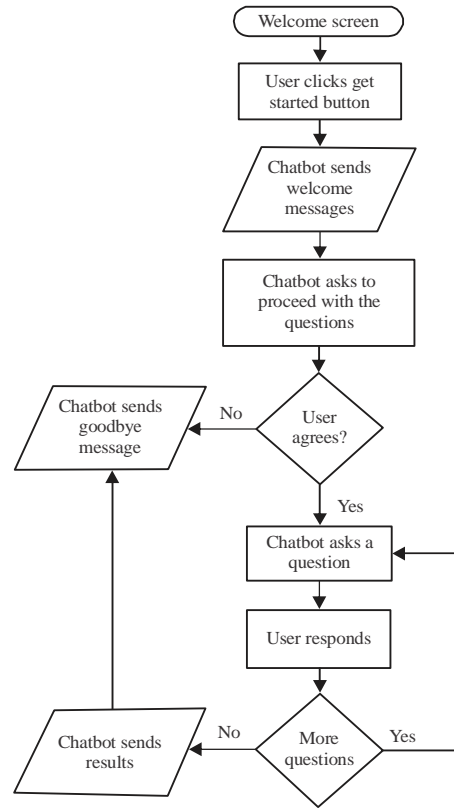 Welcome screen
User clicks get
started button
Chatbot sends
welcome
messages
Chatbot asks to
proceed with the
questions
User
agrees?
No
Chatbot sends
goodbye
message
Yes
Chatbot asks a
question
User responds
More
questions
No
Yes
Chatbot sends
results